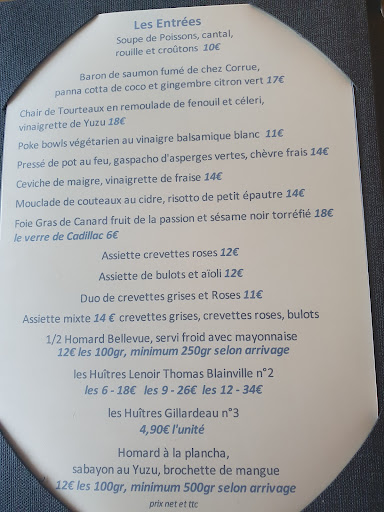 Les Entrées
Soupe de Poissons, cantal,
rouille et croûtons 10€
Baron de saumon fumé de chez Corrue,
panna cotta de coco et gingembre citron vert 17€
Chair de Tourteaux en remoulade de fenouil et céleri,
vinaigrette de Yuzu 18€
Poke bowls végétarien au vinaigre balsamique blanc 11€
Pressé de pot au feu, gaspacho d'asperges vertes, chèvre frais 14€
Ceviche de maigre, vinaigrette de fraise 14€
Mouclade de couteaux au cidre, risotto de petit épautre 14€
Foie Gras de Canard fruit de la passion et sésame noir torréfié 18€
le verre de Cadillac 6€
Assiette crevettes roses 12€
Assiette de bulots et aïoli 12€
Duo de crevettes grises et Roses 11€
Assiette mixte 14 € crevettes grises, crevettes roses, bulots
1/2 Homard Bellevue, servi froid avec mayonnaise
12€ les 100gr, minimum 250gr selon arrivage
les Huîtres Lenoir Thomas Blainville n°2
les 6 - 18€ les 9 - 26€ les 12 - 34€
les Huîtres Gillardeau n°3
4,90€ l'unité
Homard à la plancha,
sabayon au Yuzu, brochette de mangue
12€ les 100gr, minimum 500gr selon arrivage
prix net et ttc